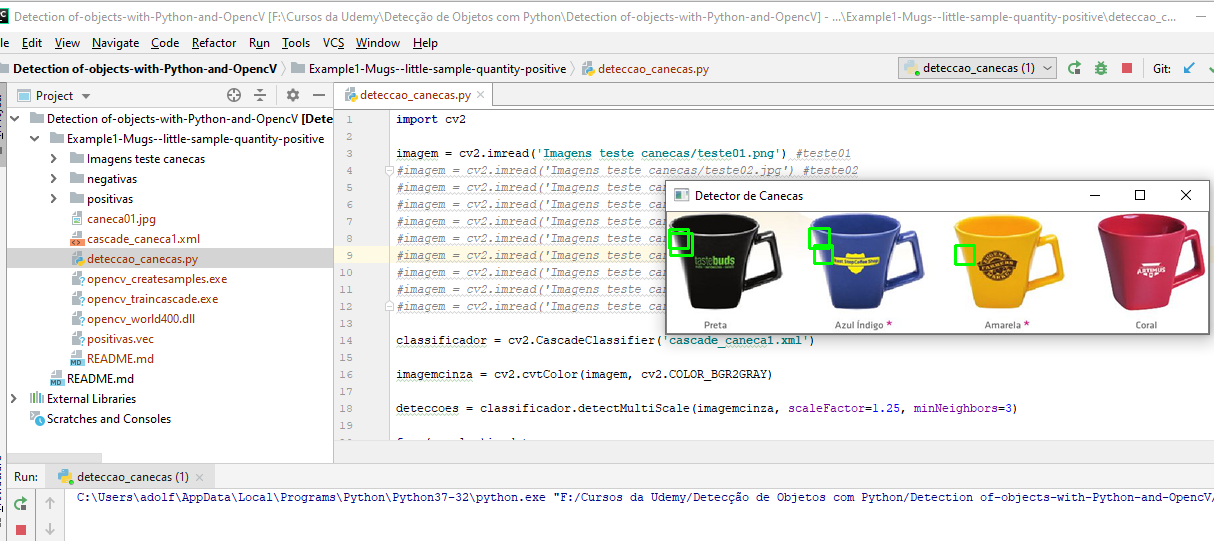 Detection-of-objects-with-Python-and-OpencV [F:\Cursos da Udemy\Detecção de Objetos com Python\Detection of-objects-with-Python-and-OpencV] - ...\Example1-Mugs--little-sample-quantity-positive\deteccao_c...
le Edit View Navigate Code Refactor Run Tools VCS Window Help
Detection of-objects-with-Python-and-OpencV Example1-Mugs--little-sample-quantity-positive deteccao_canecas.py deteccao_canecas (1) Git:
Project
deteccao_canecas.py
Detection of-objects-with-Python-and-OpencV [Dete
Example1-Mugs--little-sample-quantity-positive
Imagens teste canecas
negativas
positivas
caneca01.jpg
cascade_caneca1.xml
deteccao_canecas.py
opencv_createsamples.exe
opencv_traincascade.exe
opencv_world400.dll
positivas.vec
README.md
README.md
External Libraries
Scratches and Consoles
1 import cv2
2
3 imagem = cv2.imread('Imagens teste canecas/teste01.png') #teste01
4 #imagem = cv2.imread('Imagens teste canecas/teste02.jpg') #teste02
5 #imagem = cv2.imread('Imagens teste ca
6 #imagem = cv2.imread('Imagens teste ca
7 #imagem = cv2.imread('Imagens teste ca
8 #imagem = cv2.imread('Imagens teste ca
9 #imagem = cv2.imread('Imagens teste ca
10 #imagem = cv2.imread('Imagens teste ca
11 #imagem = cv2.imread('Imagens teste ca
12 #imagem = cv2.imread('Imagens teste ca
13
14 classificador = cv2.CascadeClassifier('cascade_caneca1.xml')
15
16 imagemcinza = cv2.cvtColor(imagem, cv2.COLOR_BGR2GRAY)
17
18 deteccoes = classificador.detectMultiScale(imagemcinza, scaleFactor=1.25, minNeighbors=3)
19
Detector de Canecas
tastebuds
FARMERS
ARTIMUS
Preta
Azul Índigo *
Amarela *
Coral
Run: deteccao_canecas (1)
C:\Users\adolf\AppData\Local\Programs\Python\Python37-32\python.exe "F:/Cursos da Udemy/Detecção de Objetos com Python/Detection of-objects-with-Python-and-OpencV/